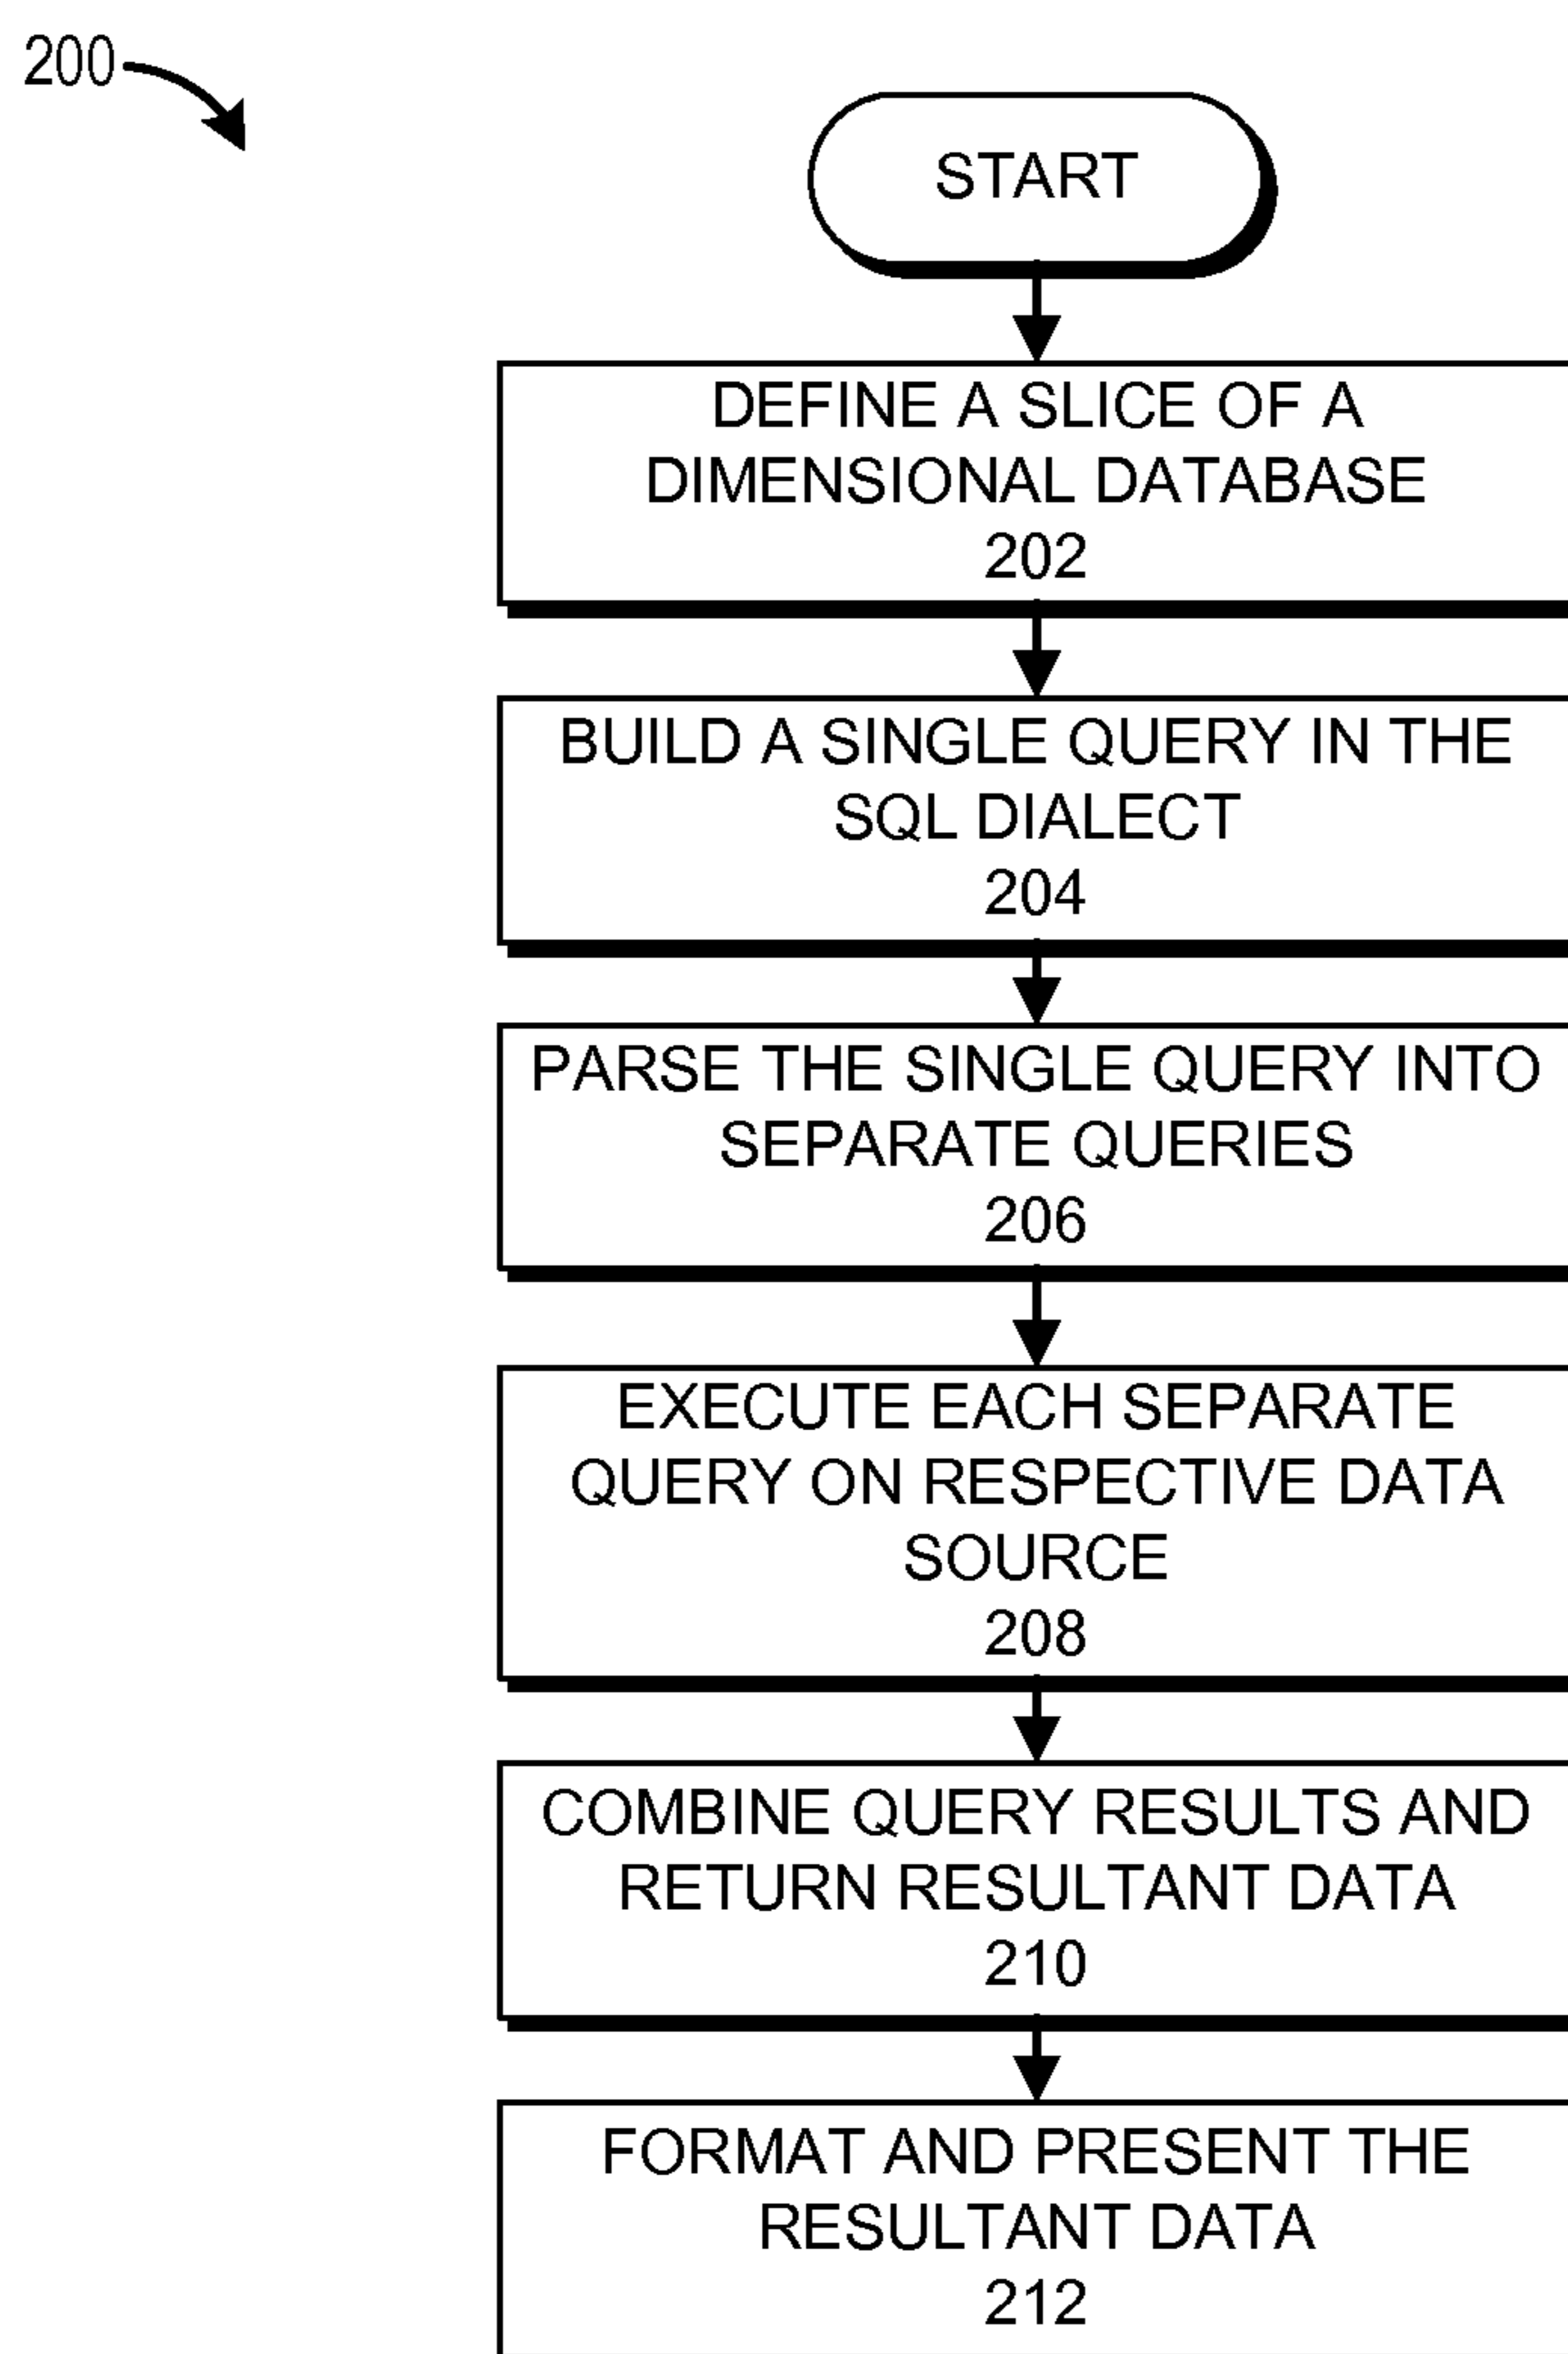 200
START
DEFINE A SLICE OF A
DIMENSIONAL DATABASE
202
BUILD A SINGLE QUERY IN THE
SQL DIALECT
204
PARSE THE SINGLE QUERY INTO
SEPARATE QUERIES
206
EXECUTE EACH SEPARATE
QUERY ON RESPECTIVE DATA
SOURCE
208
COMBINE QUERY RESULTS AND
RETURN RESULTANT DATA
210
FORMAT AND PRESENT THE
RESULTANT DATA
212